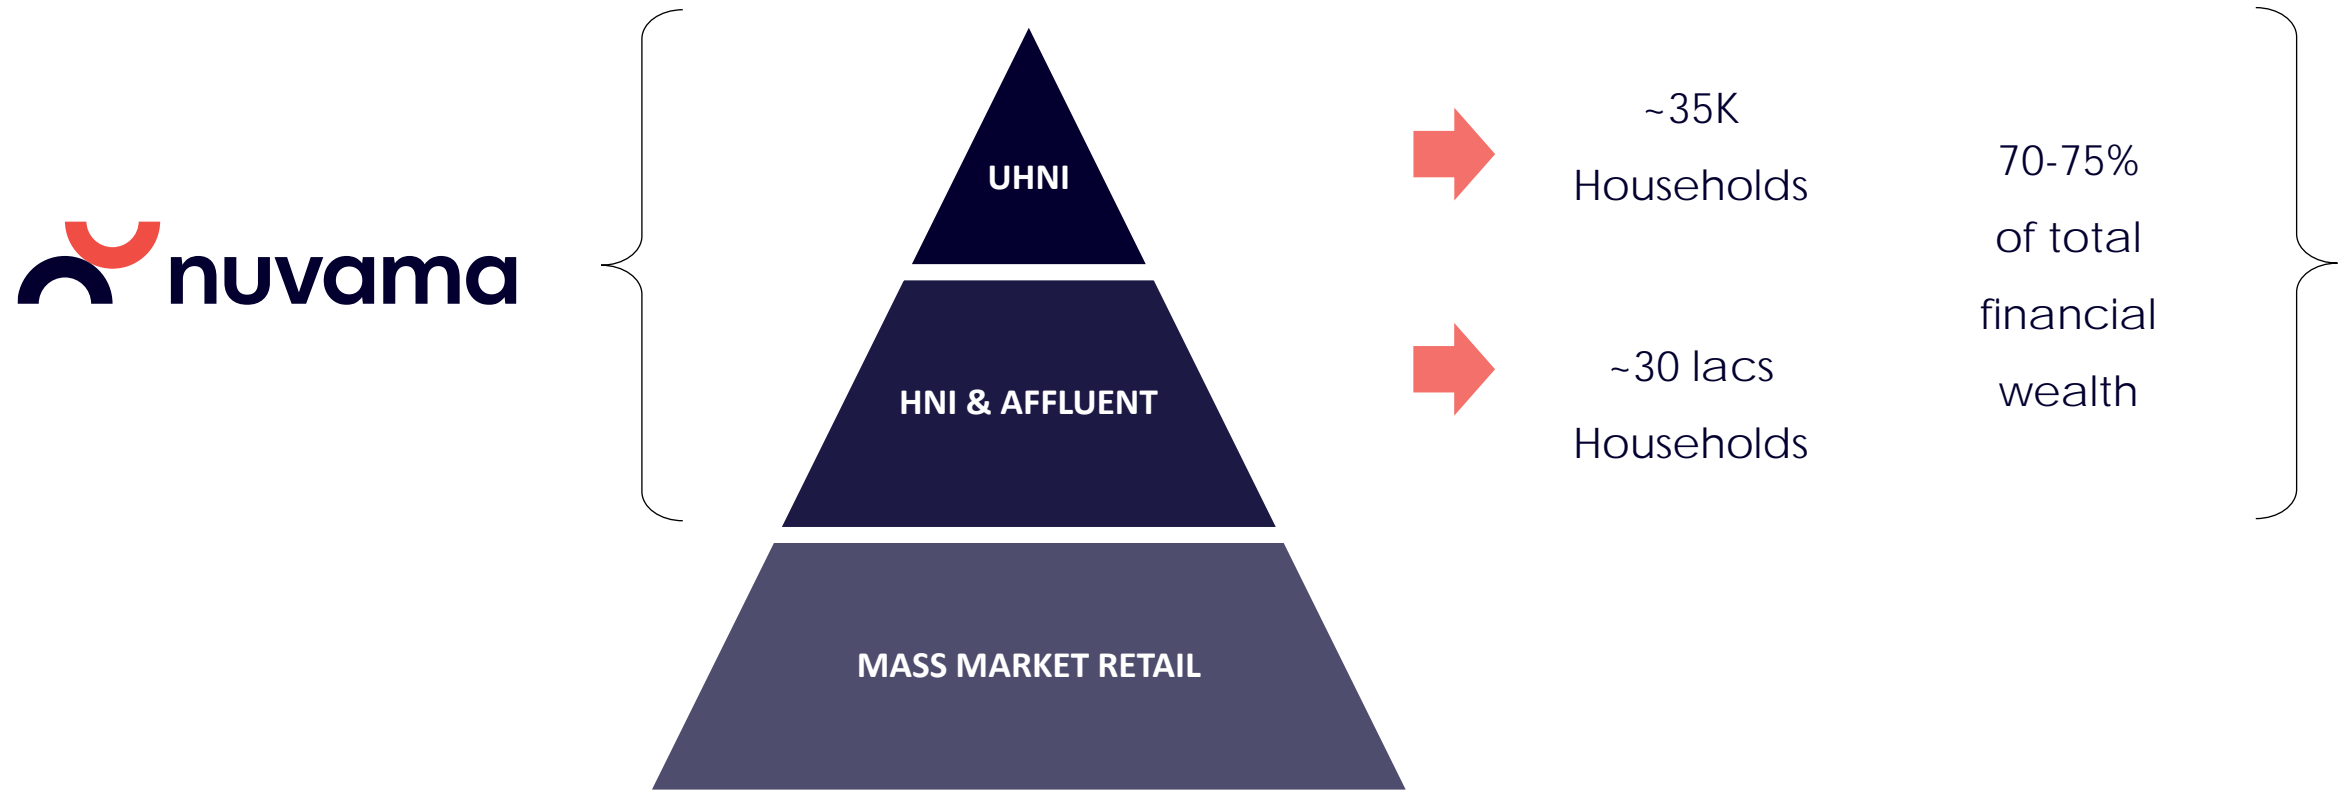 nuvama
UHNI
HNI & AFFLUENT
MASS MARKET RETAIL
~35K
Households
~30 lacs
Households
70-75%
of total
financial
wealth